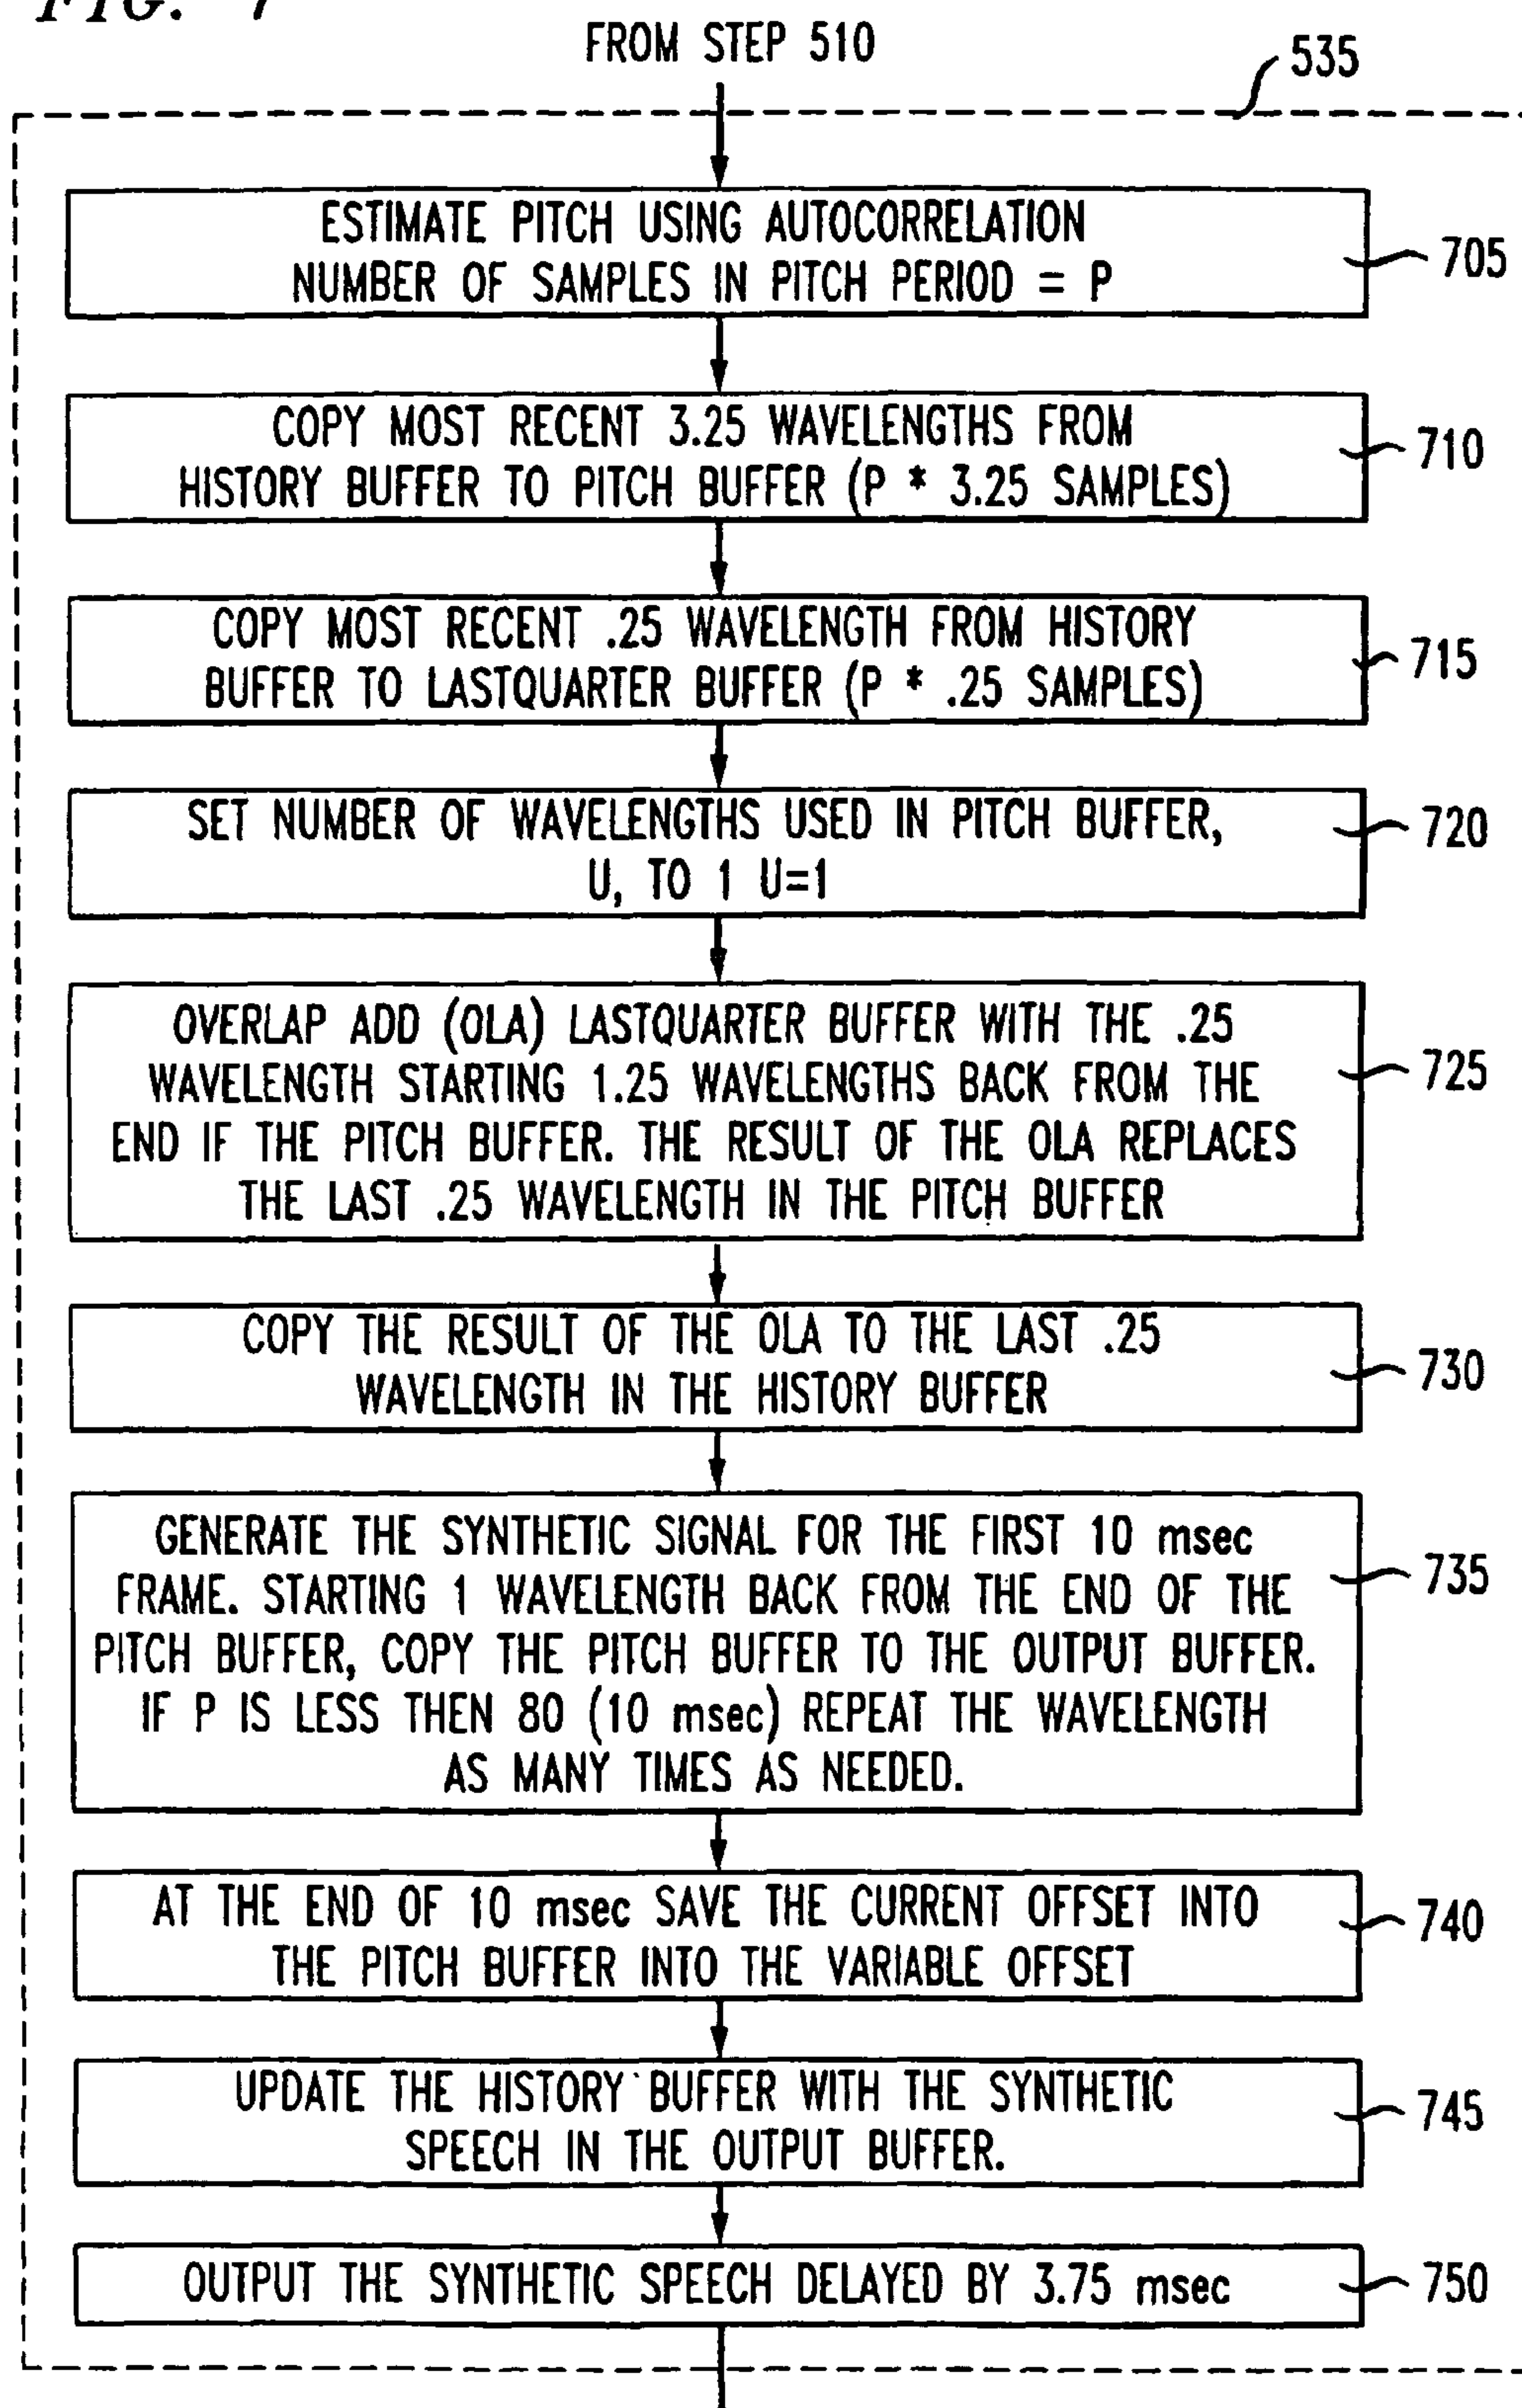 FIG. 7
FROM STEP 510
535
ESTIMATE PITCH USING AUTOCORRELATION
NUMBER OF SAMPLES IN PITCH PERIOD = P
705
COPY MOST RECENT 3.25 WAVELENGTHS FROM
HISTORY BUFFER TO PITCH BUFFER (P * 3.25 SAMPLES)
710
COPY MOST RECENT .25 WAVELENGTH FROM HISTORY
BUFFER TO LASTQUARTER BUFFER (P * .25 SAMPLES)
715
SET NUMBER OF WAVELENGTHS USED IN PITCH BUFFER,
U, TO 1 U=1
720
OVERLAP ADD (OLA) LASTQUARTER BUFFER WITH THE .25
WAVELENGTH STARTING 1.25 WAVELENGTHS BACK FROM THE
END IF THE PITCH BUFFER. THE RESULT OF THE OLA REPLACES
THE LAST .25 WAVELENGTH IN THE PITCH BUFFER
725
COPY THE RESULT OF THE OLA TO THE LAST .25
WAVELENGTH IN THE HISTORY BUFFER
730
GENERATE THE SYNTHETIC SIGNAL FOR THE FIRST 10 msec
FRAME. STARTING 1 WAVELENGTH BACK FROM THE END OF THE
PITCH BUFFER, COPY THE PITCH BUFFER TO THE OUTPUT BUFFER.
IF P IS LESS THEN 80 (10 msec) REPEAT THE WAVELENGTH
AS MANY TIMES AS NEEDED.
735
AT THE END OF 10 msec SAVE THE CURRENT OFFSET INTO
THE PITCH BUFFER INTO THE VARIABLE OFFSET
740
UPDATE THE HISTORY BUFFER WITH THE SYNTHETIC
SPEECH IN THE OUTPUT BUFFER.
745
OUTPUT THE SYNTHETIC SPEECH DELAYED BY 3.75 msec
750